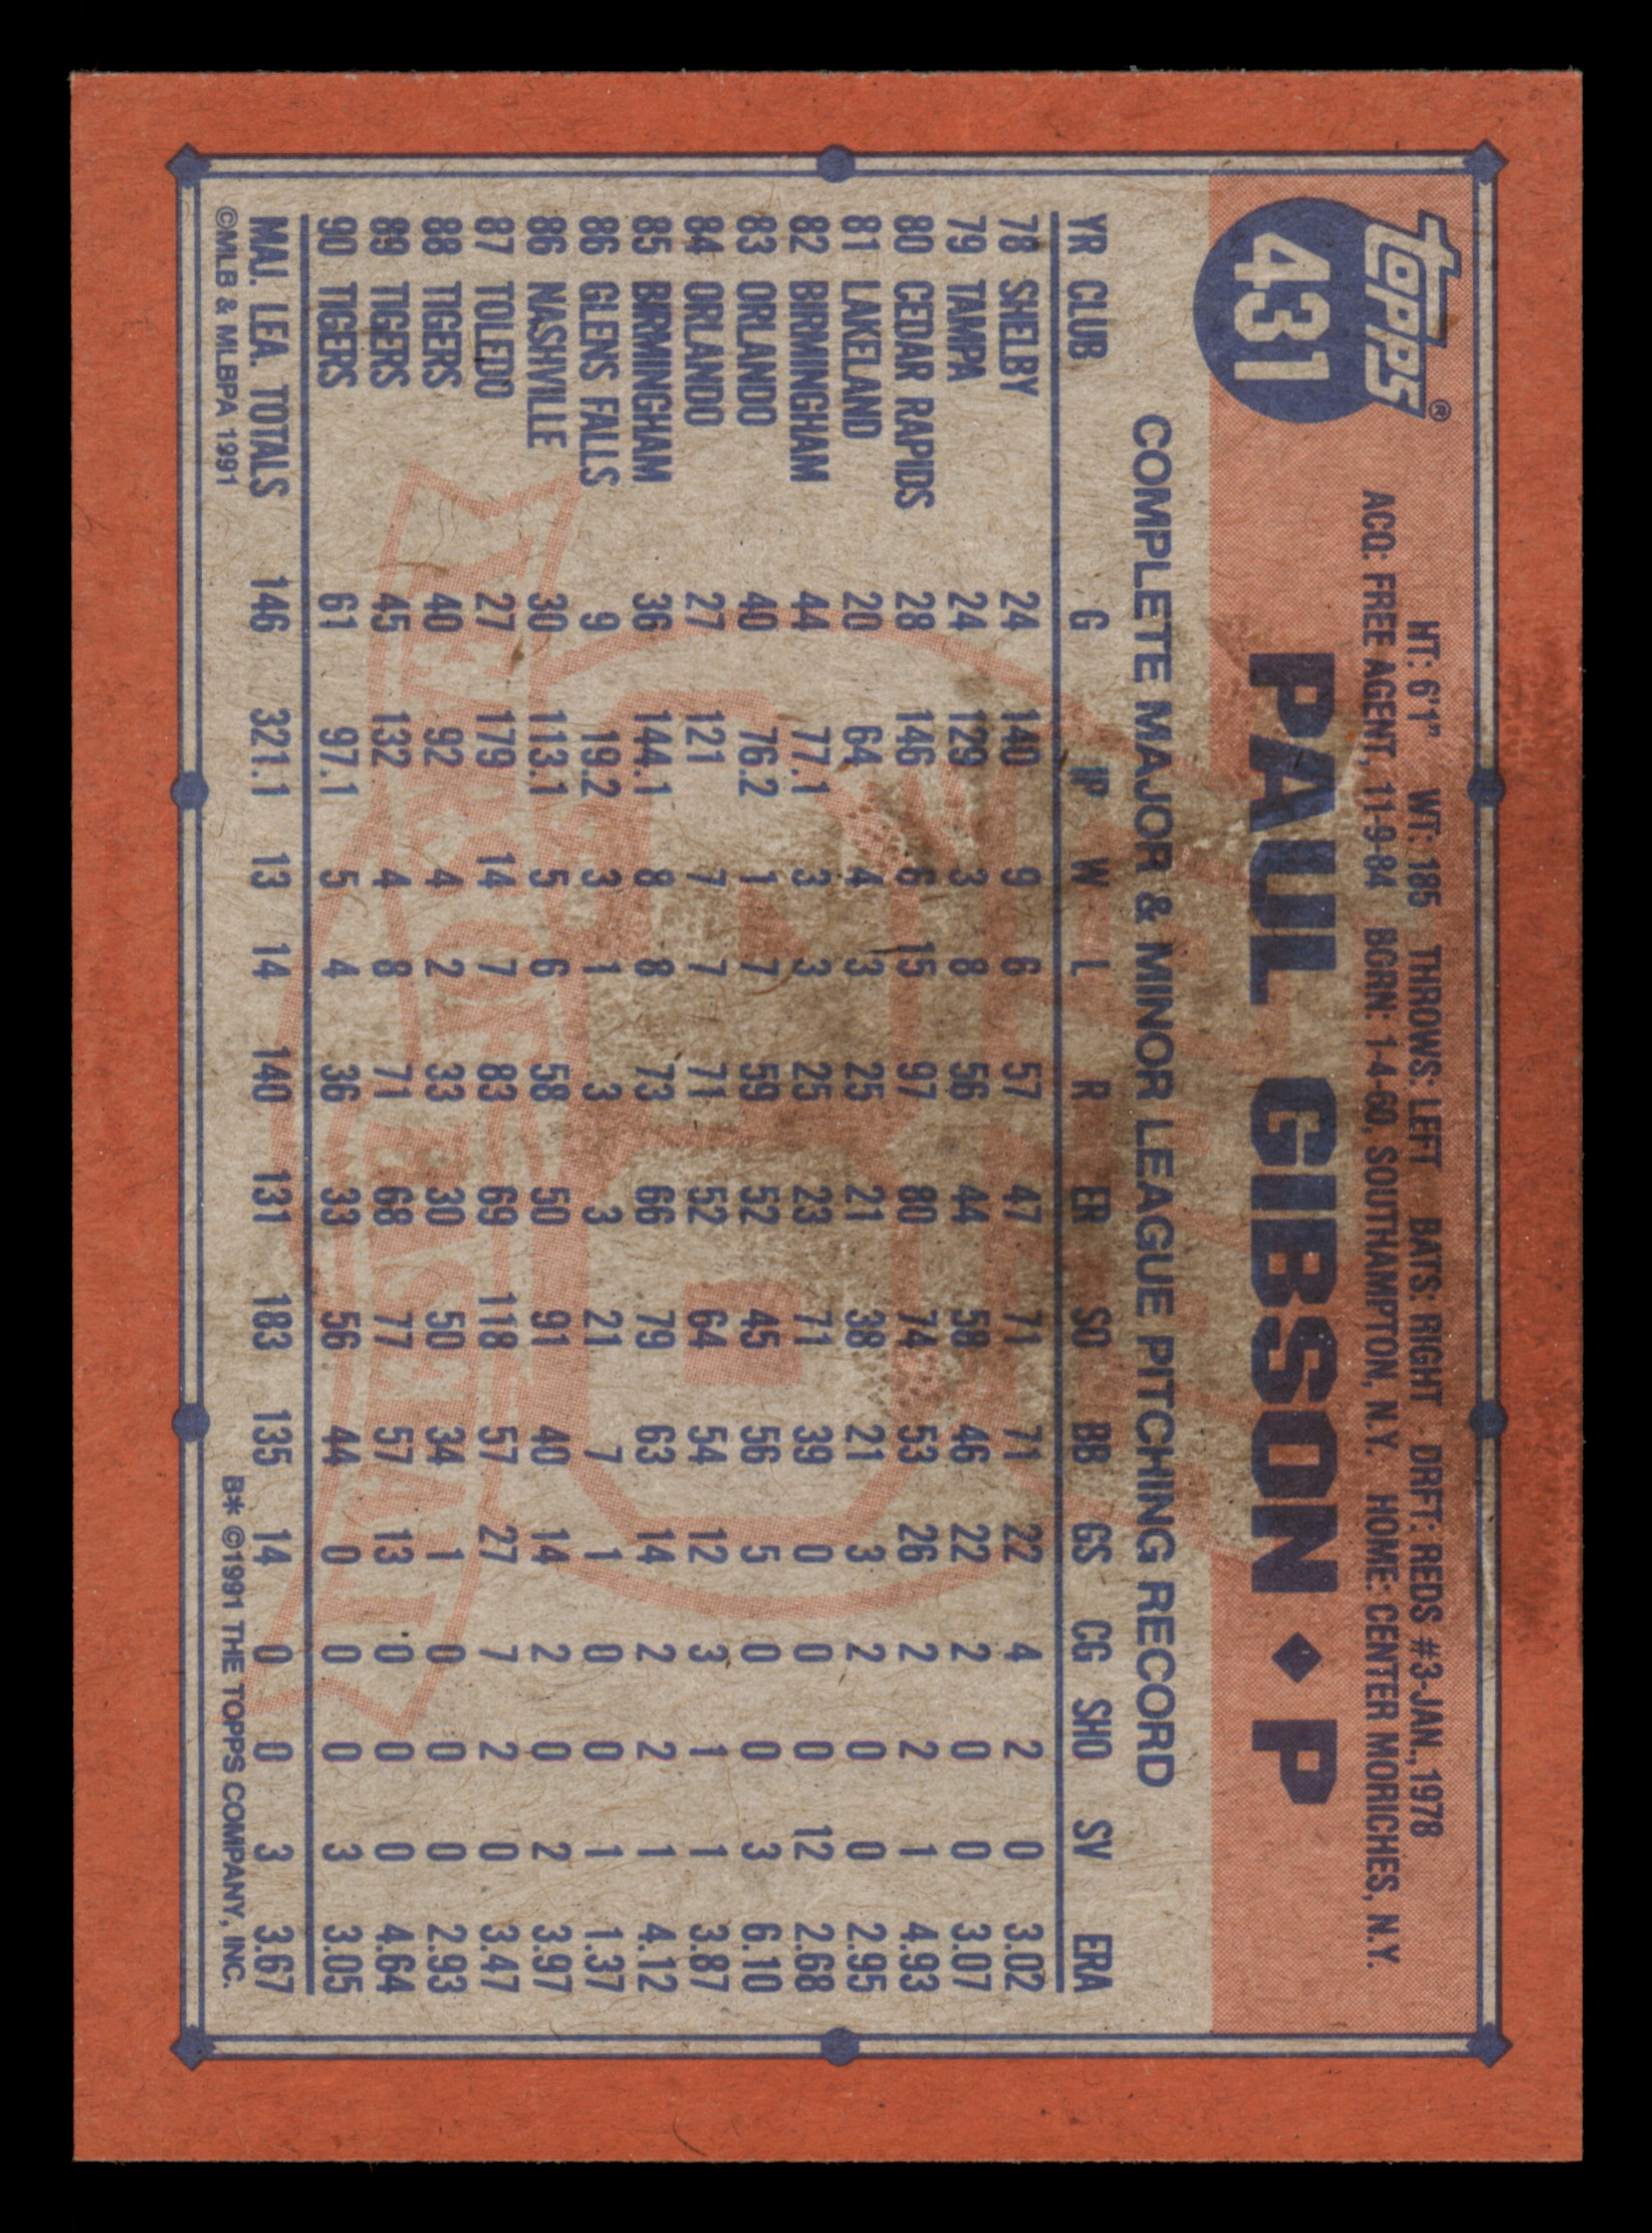 topps®
431
HT: 6'1" WT: 185 THROWS: LEFT BATS: RIGHT DRFT: REDS #3-JAN., 1978
ACQ: FREE AGENT, 11-9-84 BORN: 1-4-60, SOUTHAMPTON, N.Y. HOME: CENTER MORICHES, N.Y.
PAUL GIBSON ♦ P
COMPLETE MAJOR & MINOR LEAGUE PITCHING RECORD
YR CLUB G IP W L R ER SO BB GS CG SHO SV ERA
78 SHELBY 24 140 9 6 57 47 71 71 22 4 2 0 3.02
79 TAMPA 24 129 3 8 56 44 58 46 22 2 0 0 3.07
80 CEDAR RAPIDS 28 146 6 15 97 80 74 53 26 2 2 1 4.93
81 LAKELAND 20 64 4 3 25 21 38 21 3 2 0 0 2.95
82 BIRMINGHAM 44 77.1 3 3 25 23 71 39 0 0 0 12 2.68
83 ORLANDO 40 76.2 1 7 59 52 45 56 5 0 0 3 6.10
84 ORLANDO 27 121 7 7 71 52 64 54 12 3 1 1 3.87
85 BIRMINGHAM 36 144.1 8 8 73 66 79 63 14 2 2 1 4.12
86 GLENS FALLS 9 19.2 3 1 3 3 21 7 1 0 0 1 1.37
86 NASHVILLE 30 113.1 5 6 58 50 91 40 14 2 0 2 3.97
87 TOLEDO 27 179 14 7 83 69 118 57 27 7 2 0 3.47
88 TIGERS 40 92 4 2 33 30 50 34 1 0 0 0 2.93
89 TIGERS 45 132 4 8 71 68 77 57 13 0 0 0 4.64
90 TIGERS 61 97.1 5 4 36 33 56 44 0 0 0 3 3.05
MAJ. LEA. TOTALS 146 321.1 13 14 140 131 183 135 14 0 0 3 3.67
©MLB & MLBPA 1991 B* ©1991 THE TOPPS COMPANY, INC.
40
YEARS OF BASEBALL